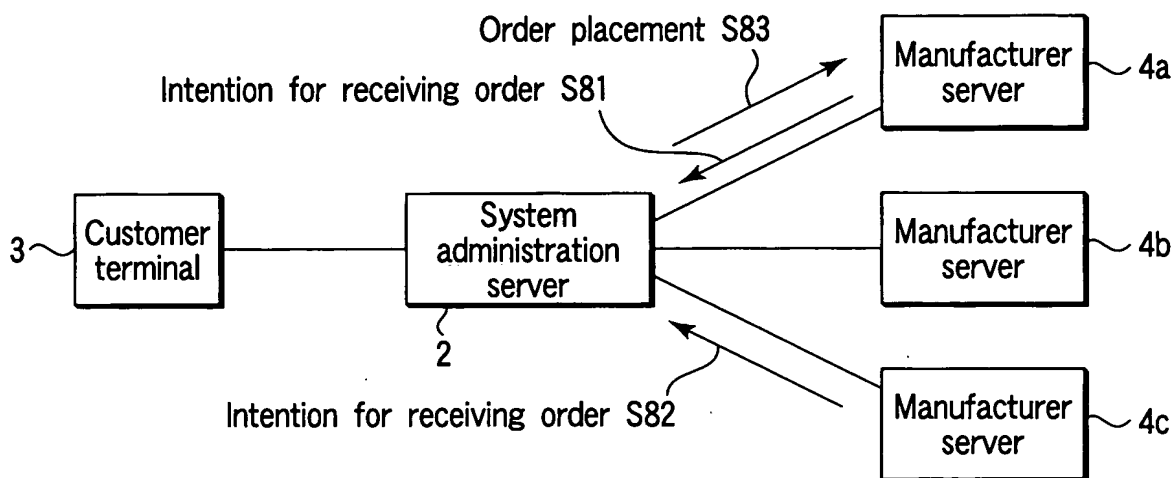 Order placement S83
Intention for receiving order S81
Manufacturer
server
4a
3
Customer
terminal
System
administration
server
2
Manufacturer
server
4b
Intention for receiving order S82
Manufacturer
server
4c